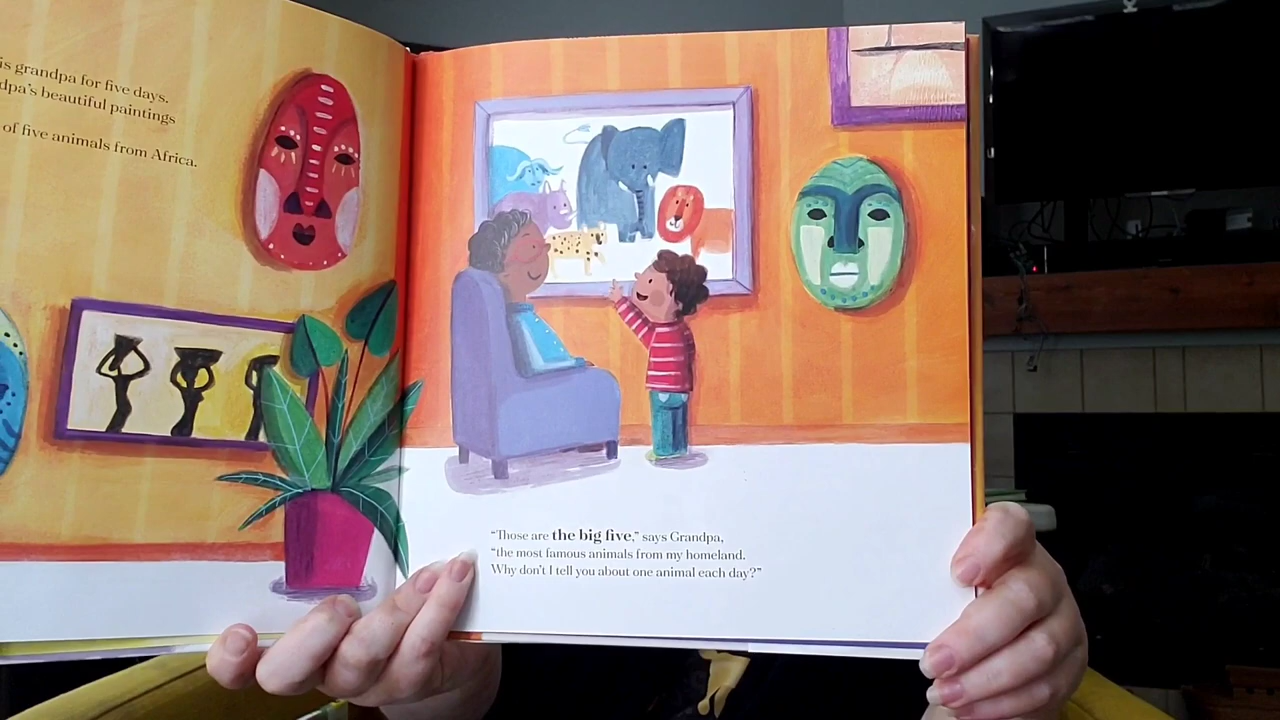 is grandpa for five days.
dpa's beautiful paintings
of five animals from Africa.
"Those are the big five," says Grandpa,
"the most famous animals from my homeland.
Why don't I tell you about one animal each day?"